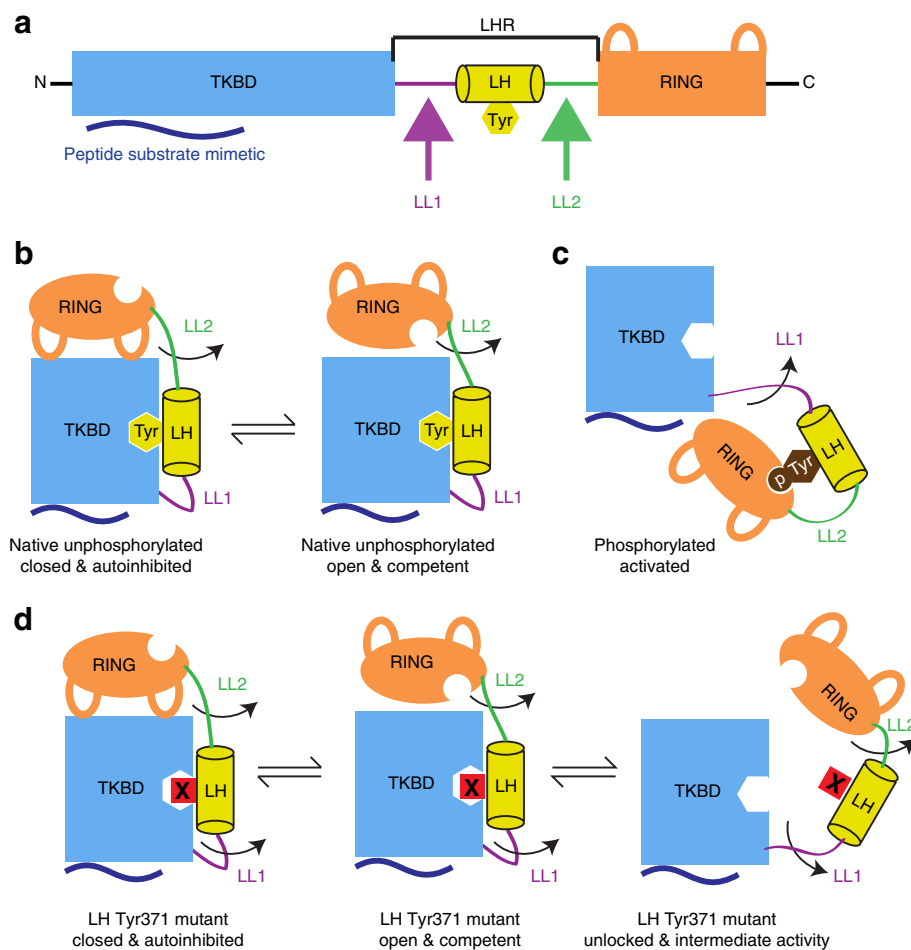 a
LHR
N
TKBD
LH
RING
C
Tyr
Peptide substrate mimetic
LL1
LL2
b
RING
LL2
TKBD
Tyr
LH
LL1
Native unphosphorylated
closed & autoinhibited
RING
LL2
TKBD
Tyr
LH
LL1
Native unphosphorylated
open & competent
c
TKBD
LL1
LH
RING
p
Tyr
LL2
Phosphorylated
activated
d
RING
LL2
TKBD
X
LH
LL1
LH Tyr371 mutant
closed & autoinhibited
RING
LL2
TKBD
X
LH
LL1
LH Tyr371 mutant
open & competent
RING
LL2
TKBD
X
LH
LL1
LH Tyr371 mutant
unlocked & intermediate activity